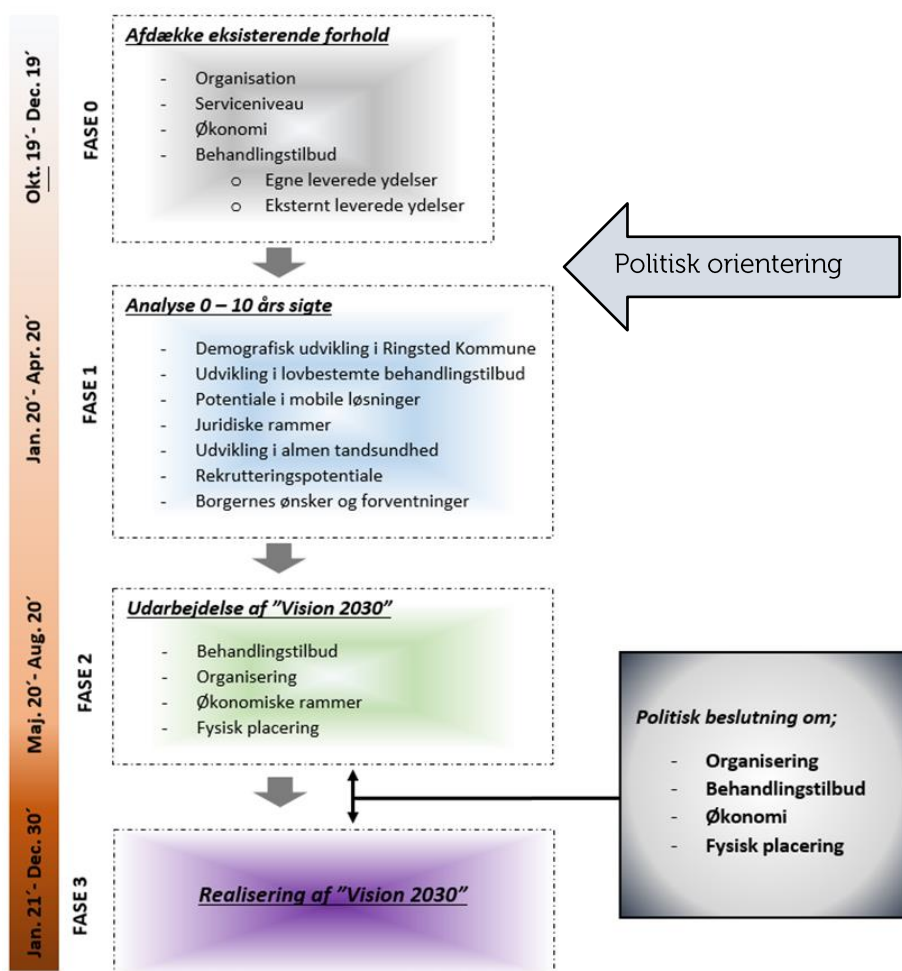 Okt. 19´- Dec. 19´
FASE 0
Afdække eksisterende forhold
- Organisation
- Serviceniveau
- Økonomi
- Behandlingstilbud
o Egne leverede ydelser
o Eksternt leverede ydelser
Politisk orientering
Jan. 20´- Apr. 20´
FASE 1
Analyse 0 – 10 års sigte
- Demografisk udvikling i Ringsted Kommune
- Udvikling i lovbestemte behandlingstilbud
- Potentiale i mobile løsninger
- Juridiske rammer
- Udvikling i almen tandsundhed
- Rekrutteringspotentiale
- Borgernes ønsker og forventninger
Maj. 20´- Aug. 20´
FASE 2
Udarbejdelse af ”Vision 2030”
- Behandlingstilbud
- Organisering
- Økonomiske rammer
- Fysisk placering
Politisk beslutning om;
- Organisering
- Behandlingstilbud
- Økonomi
- Fysisk placering
Jan. 21´- Dec. 30´
FASE 3
Realisering af ”Vision 2030”